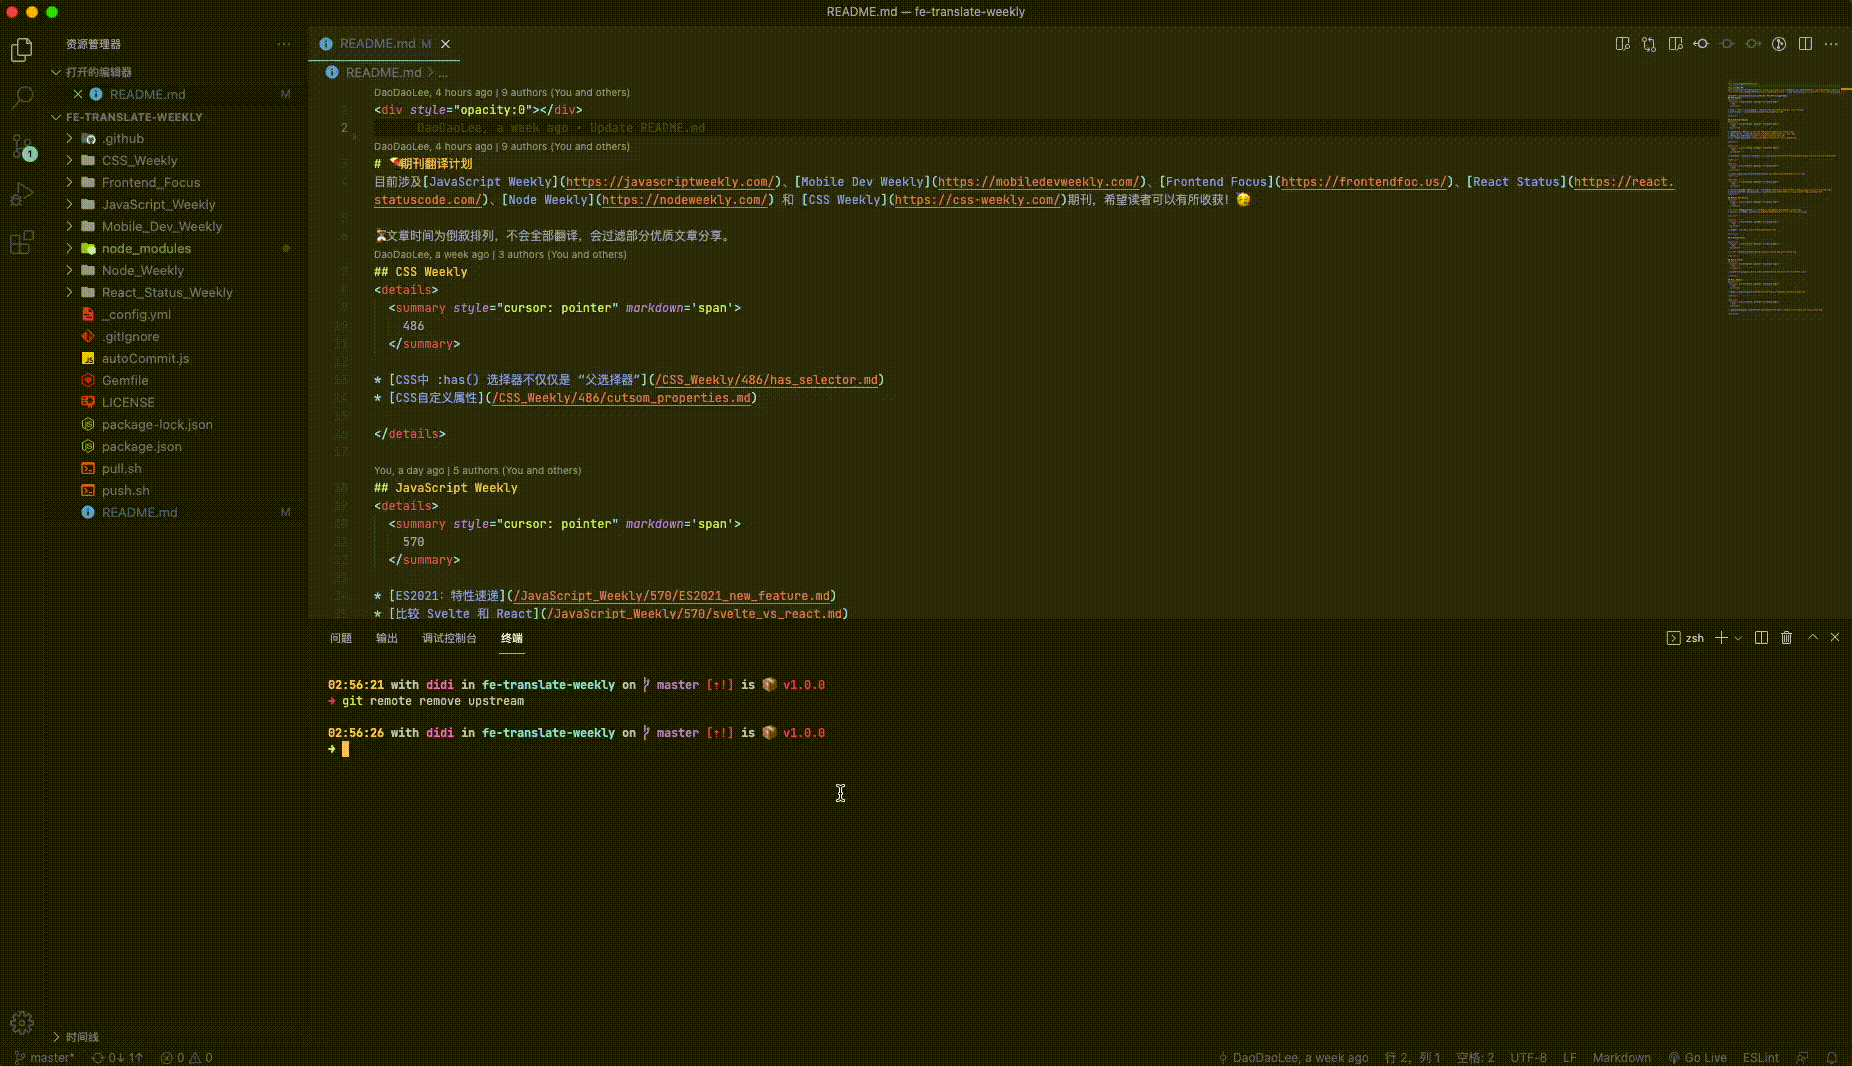 README.md — fe-translate-weekly
资源管理器
打开的编辑器
README.md M
FE-TRANSLATE-WEEKLY
.github
CSS_Weekly
Frontend_Focus
JavaScript_Weekly
Mobile_Dev_Weekly
node_modules
Node_Weekly
React_Status_Weekly
_config.yml
.gitignore
autoCommit.js
Gemfile
LICENSE
package-lock.json
package.json
pull.sh
push.sh
README.md M
时间线
README.md M
README.md > ...
DaoDaoLee, 4 hours ago | 9 authors (You and others)
1 <div style="opacity:0"></div>
2 DaoDaoLee, a week ago • Update README.md
DaoDaoLee, 4 hours ago | 9 authors (You and others)
3 # 期刊翻译计划
4 目前涉及[JavaScript Weekly](https://javascriptweekly.com/)、[Mobile Dev Weekly](https://mobiledevweekly.com/)、[Frontend Focus](https://frontendfoc.us/)、[React Status](https://react.
statuscode.com/)、[Node Weekly](https://nodeweekly.com/) 和 [CSS Weekly](https://css-weekly.com/)期刊，希望读者可以有所收获！
5
6 ⏳文章时间为倒叙排列，不会全部翻译，会过滤部分优质文章分享。
DaoDaoLee, a week ago | 3 authors (You and others)
7 ## CSS Weekly
8 <details>
9 <summary style="cursor: pointer" markdown='span'>
10 486
11 </summary>
12
13 * [CSS中 :has() 选择器不仅仅是 “父选择器”](/CSS_Weekly/486/has_selector.md)
14 * [CSS自定义属性](/CSS_Weekly/486/cutsom_properties.md)
15
16 </details>
17
You, a day ago | 5 authors (You and others)
18 ## JavaScript Weekly
19 <details>
20 <summary style="cursor: pointer" markdown='span'>
21 570
22 </summary>
23
24 * [ES2021: 特性速递](/JavaScript_Weekly/570/ES2021_new_feature.md)
25 * [比较 Svelte 和 React](/JavaScript_Weekly/570/svelte_vs_react.md)
问题 输出 调试控制台 终端
zsh
02:56:21 with didi in fe-translate-weekly on master [↑!] is 📦 v1.0.0
→ git remote remove upstream
02:56:26 with didi in fe-translate-weekly on master [↑!] is 📦 v1.0.0
→
master* 0↓ 1↑ 0 0
DaoDaoLee, a week ago 行 2，列 1 空格: 2 UTF-8 LF Markdown Go Live ESLint